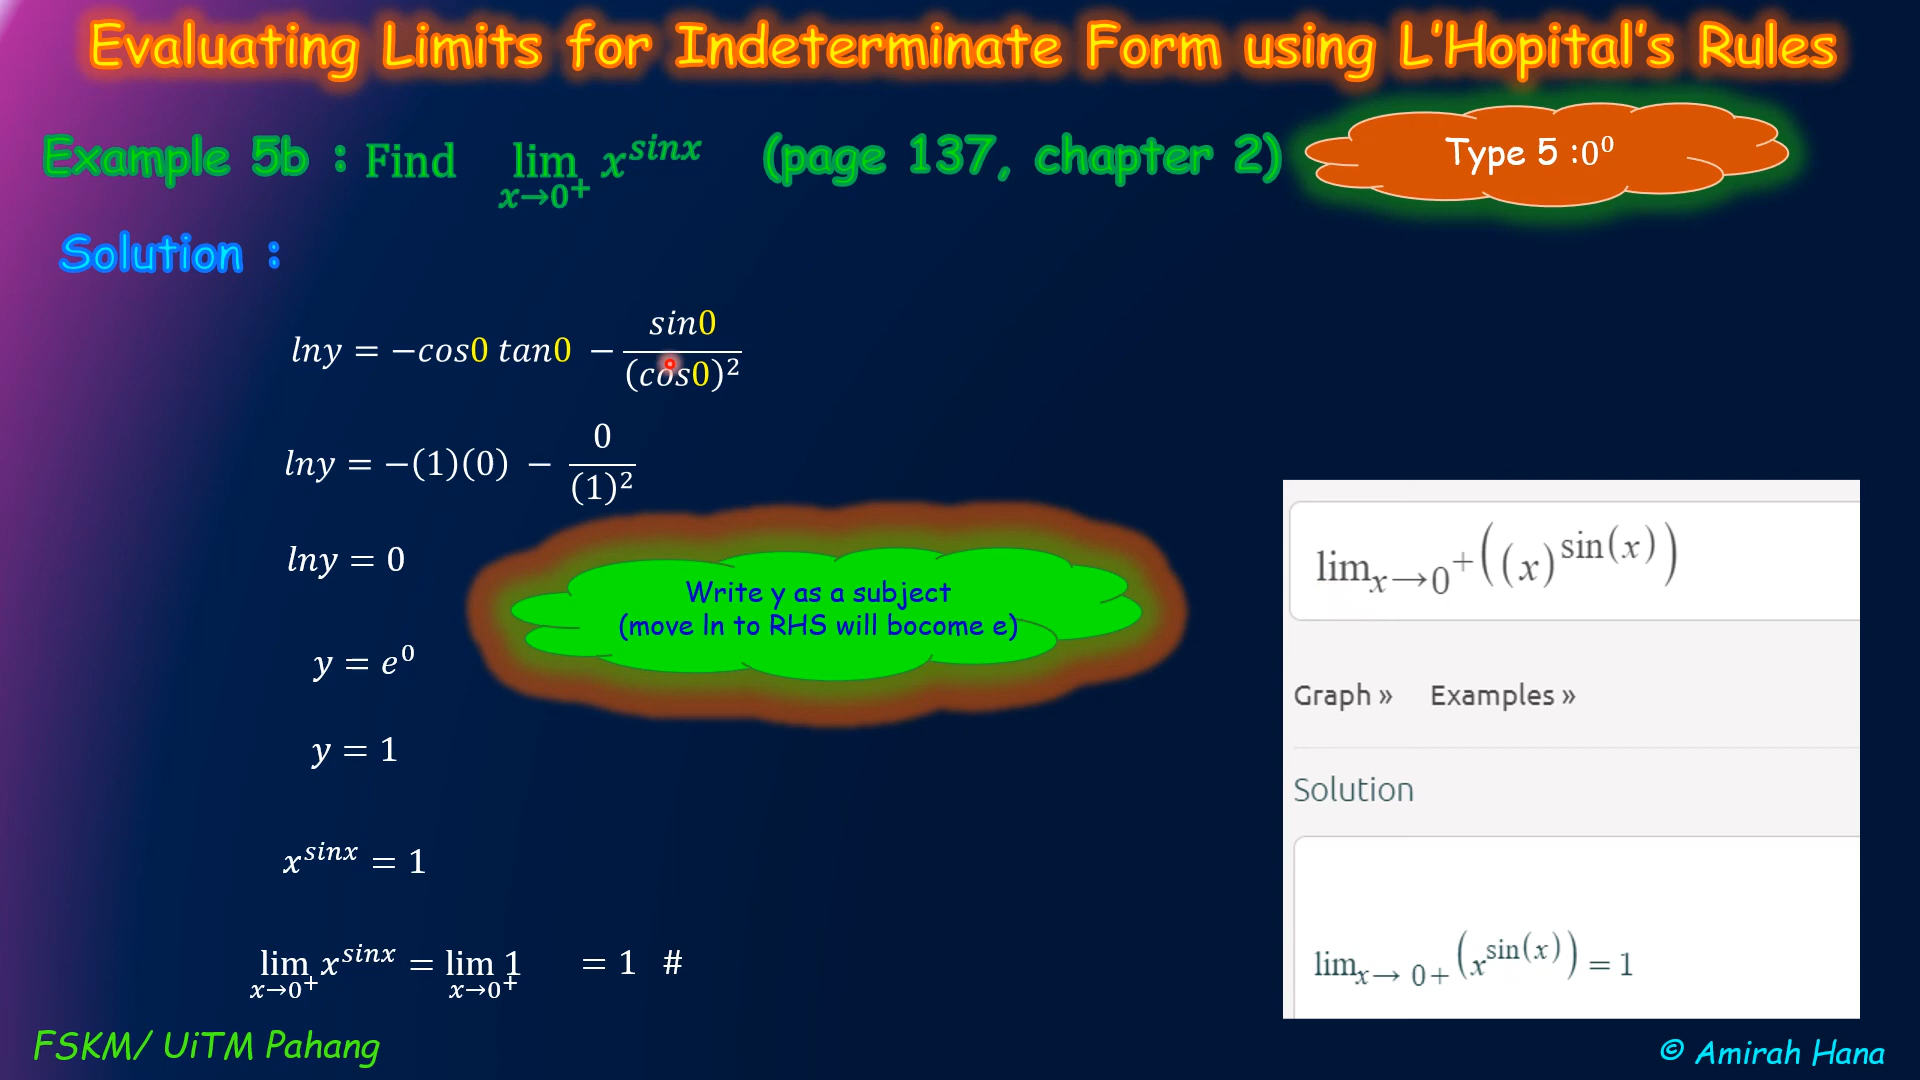 Evaluating Limits for Indeterminate Form using L'Hopital's Rules
Example 5b : Find lim x→0⁺ x^{sinx} (page 137, chapter 2)
Type 5 :0⁰
Solution :
lny = −cos0 tan0 − sin0/(cos0)²
lny = −(1)(0) − 0/(1)²
lny = 0
Write y as a subject
(move ln to RHS will bocome e)
y = e⁰
y = 1
x^{sinx} = 1
lim x→0⁺ x^{sinx} = lim x→0⁺ 1 = 1 #
lim x→0⁺ ((x)^{sin(x)})
Graph » Examples »
Solution
lim x→ 0+ (x^{sin(x)}) = 1
FSKM/ UiTM Pahang
© Amirah Hana